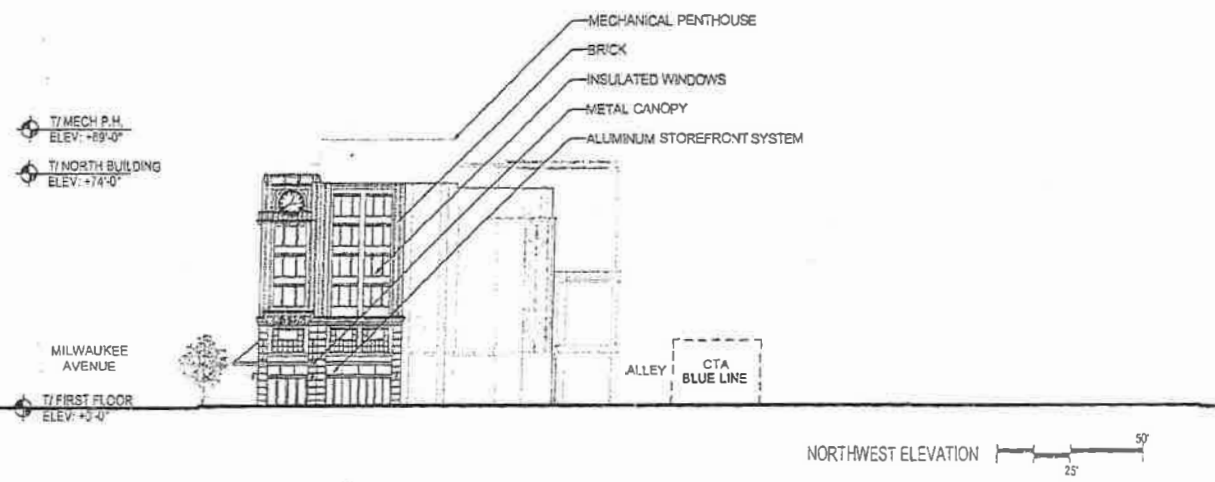 MECHANICAL PENTHOUSE
BRICK
INSULATED WINDOWS
METAL CANOPY
ALUMINUM STOREFRONT SYSTEM
T/ MECH P.H.
ELEV: +89'-0"
T/ NORTH BUILDING
ELEV: +74'-0"
MILWAUKEE
AVENUE
ALLEY
CTA
BLUE LINE
T/ FIRST FLOOR
ELEV: +0'-0"
NORTHWEST ELEVATION
50'
25'